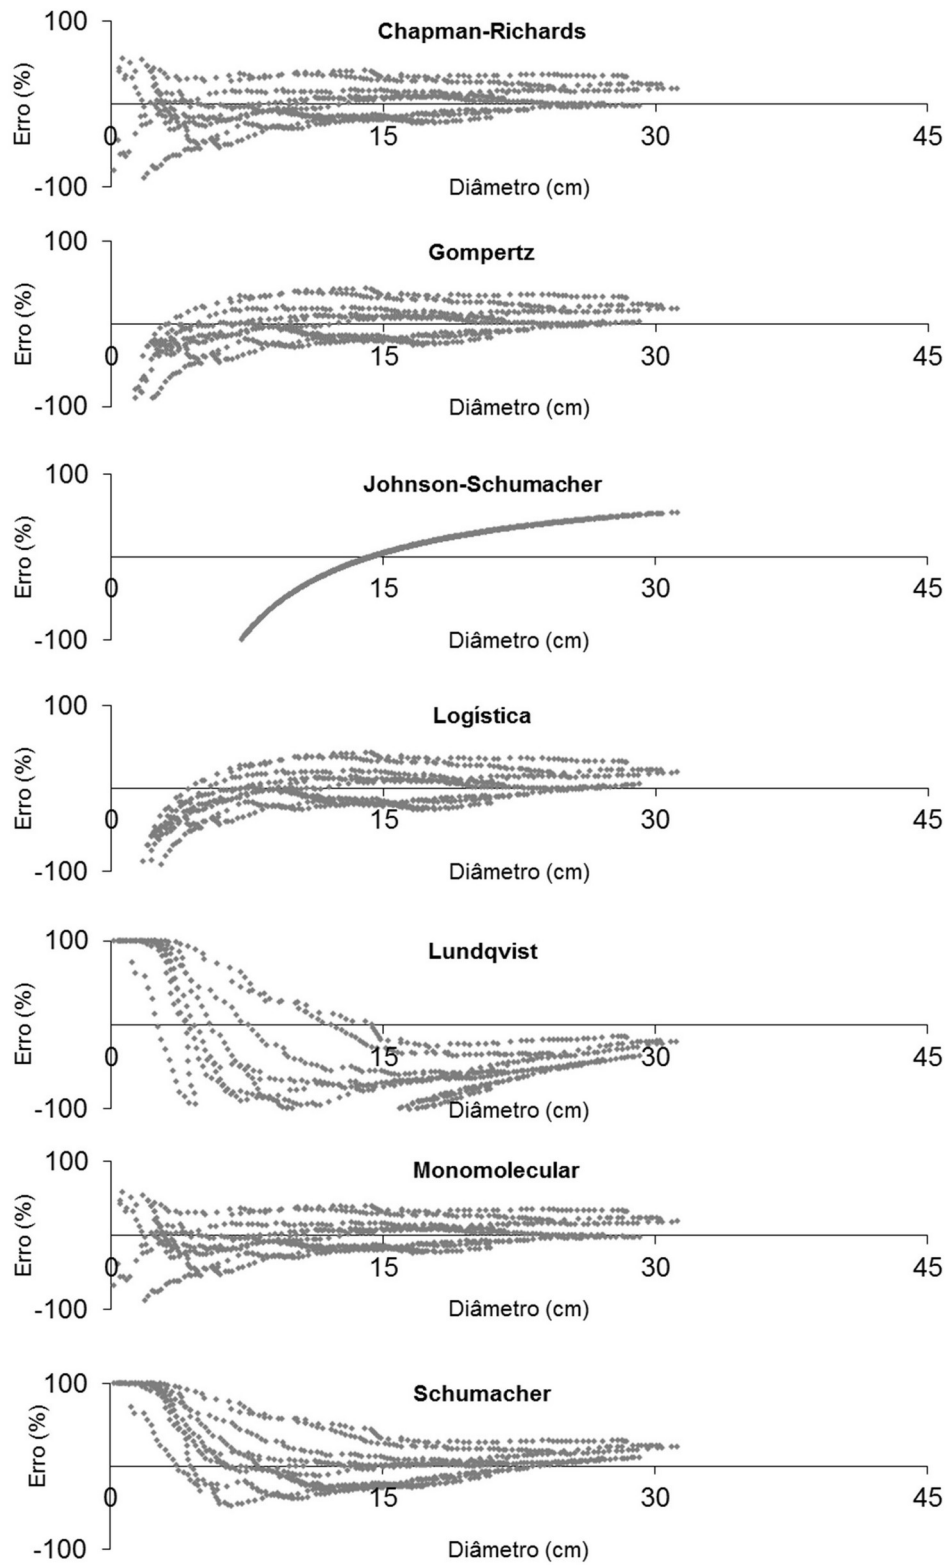 100
Chapman-Richards
Erro (%)
0 15 30 45
-100
Diâmetro (cm)
100
Gompertz
Erro (%)
0 15 30 45
-100
Diâmetro (cm)
100
Johnson-Schumacher
Erro (%)
0 15 30 45
-100
Diâmetro (cm)
100
Logística
Erro (%)
0 15 30 45
-100
Diâmetro (cm)
100
Lundqvist
Erro (%)
0 15 30 45
-100
Diâmetro (cm)
100
Monomolecular
Erro (%)
0 15 30 45
-100
Diâmetro (cm)
100
Schumacher
Erro (%)
0 15 30 45
-100
Diâmetro (cm)